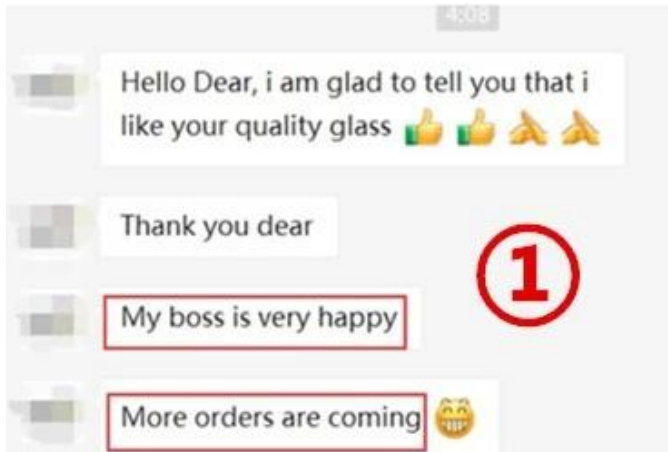 4:08
Hello Dear, i am glad to tell you that i
like your quality glass
Thank you dear
My boss is very happy
①
More orders are coming